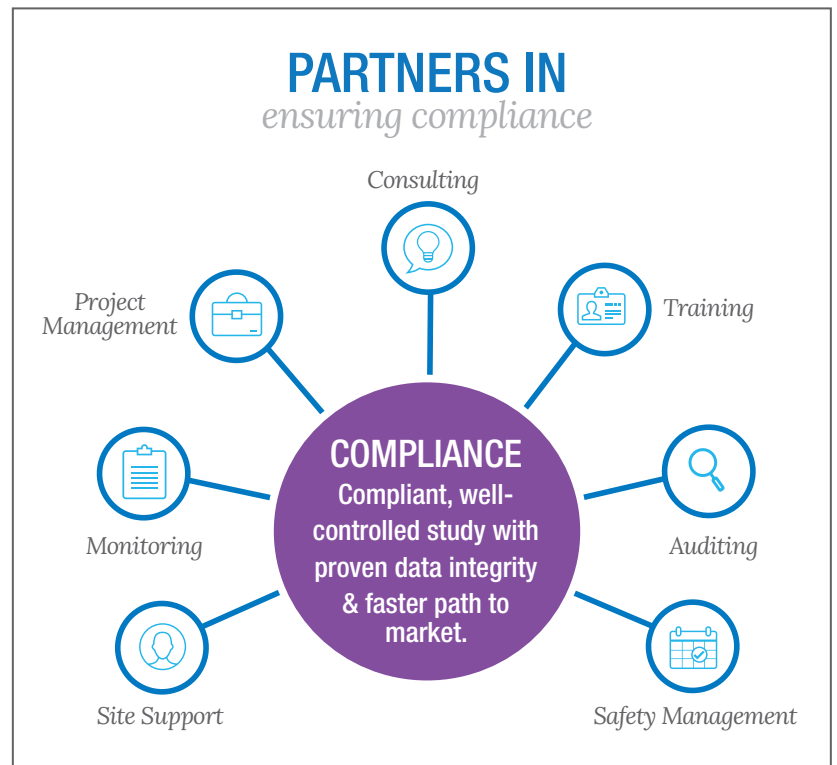 PARTNERS IN
ensuring compliance
Consulting
Project
Management
Training
COMPLIANCE
Compliant, well-
controlled study with
proven data integrity
& faster path to
market.
Monitoring
Auditing
Site Support
Safety Management